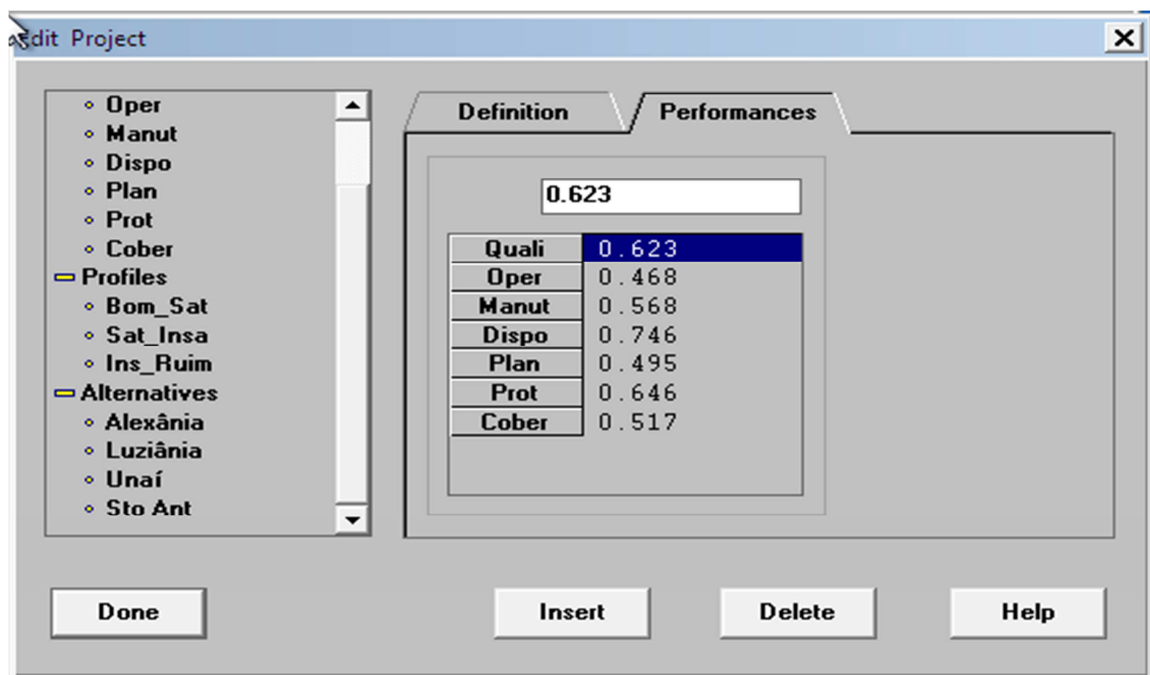 Edit Project
Oper
Manut
Dispo
Plan
Prot
Cober
Profiles
Bom_Sat
Sat_Insa
Ins_Ruim
Alternatives
Alexânia
Luziânia
Unaí
Sto Ant
Definition
Performances
0.623
Quali 0.623
Oper 0.468
Manut 0.568
Dispo 0.746
Plan 0.495
Prot 0.646
Cober 0.517
Done
Insert
Delete
Help